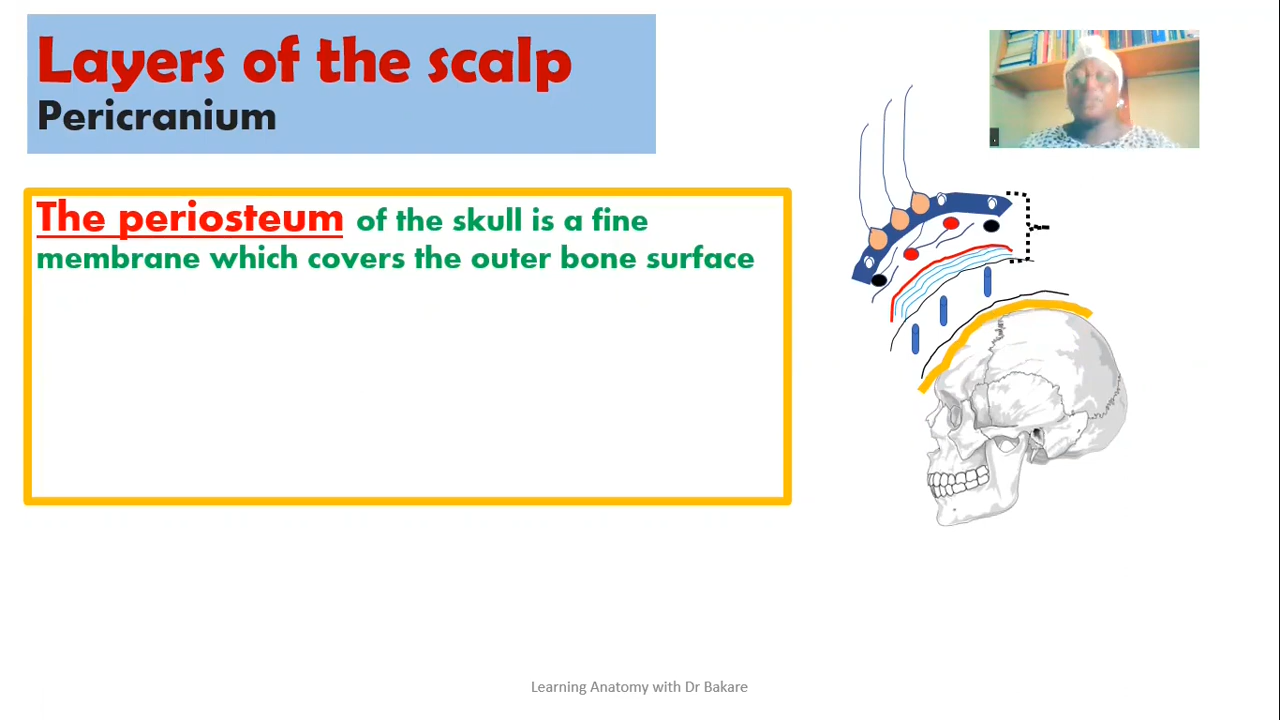 Layers of the scalp
Pericranium
The periosteum of the skull is a fine
membrane which covers the outer bone surface
Learning Anatomy with Dr Bakare